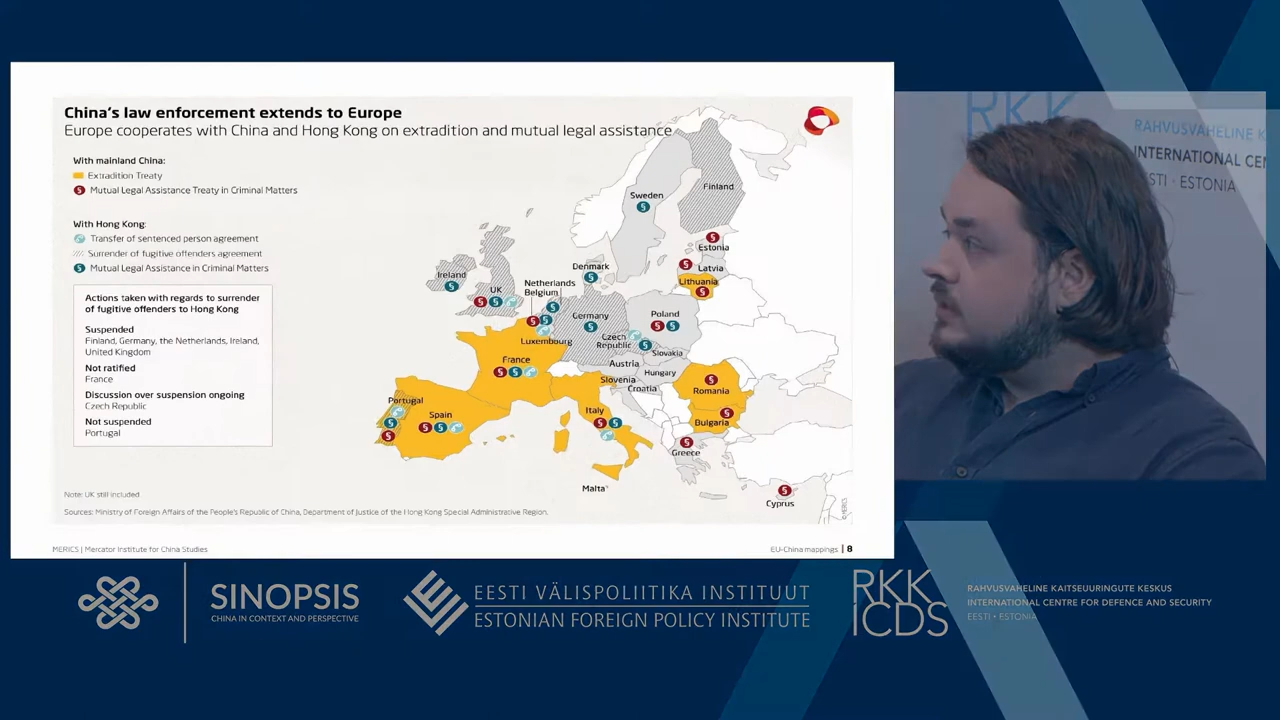 China's law enforcement extends to Europe
Europe cooperates with China and Hong Kong on extradition and mutual legal assistance
With mainland China:
Extradition Treaty
Mutual Legal Assistance Treaty in Criminal Matters
With Hong Kong:
Transfer of sentenced person agreement
Surrender of fugitive offenders agreement
Mutual Legal Assistance in Criminal Matters
Actions taken with regards to surrender
of fugitive offenders to Hong Kong
Suspended
Finland, Germany, the Netherlands, Ireland,
United Kingdom
Not ratified
France
Discussion over suspension ongoing
Czech Republic
Not suspended
Portugal
Finland
Sweden
Estonia
Latvia
Lithuania
Denmark
Ireland
UK
Netherlands
Belgium
Germany
Poland
Luxembourg
Czech
Republic
Slovakia
France
Austria
Hungary
Slovenia
Croatia
Romania
Portugal
Spain
Italy
Bulgaria
Greece
Malta
Cyprus
Note: UK still included
Sources: Ministry of Foreign Affairs of the People's Republic of China, Department of Justice of the Hong Kong Special Administrative Region.
© MERICS
MERICS | Mercator Institute for China Studies
EU-China mappings | 8
RKK
RAHVUSVAHELINE K
INTERNATIONAL CE
ESTI · ESTONIA
SINOPSIS
CHINA IN CONTEXT AND PERSPECTIVE
EESTI VÄLISPOLIITIKA INSTITUUT
ESTONIAN FOREIGN POLICY INSTITUTE
RKK
ICDS
RAHVUSVAHELINE KAITSEUURINGUTE KESKUS
INTERNATIONAL CENTRE FOR DEFENCE AND SECURITY
EESTI · ESTONIA